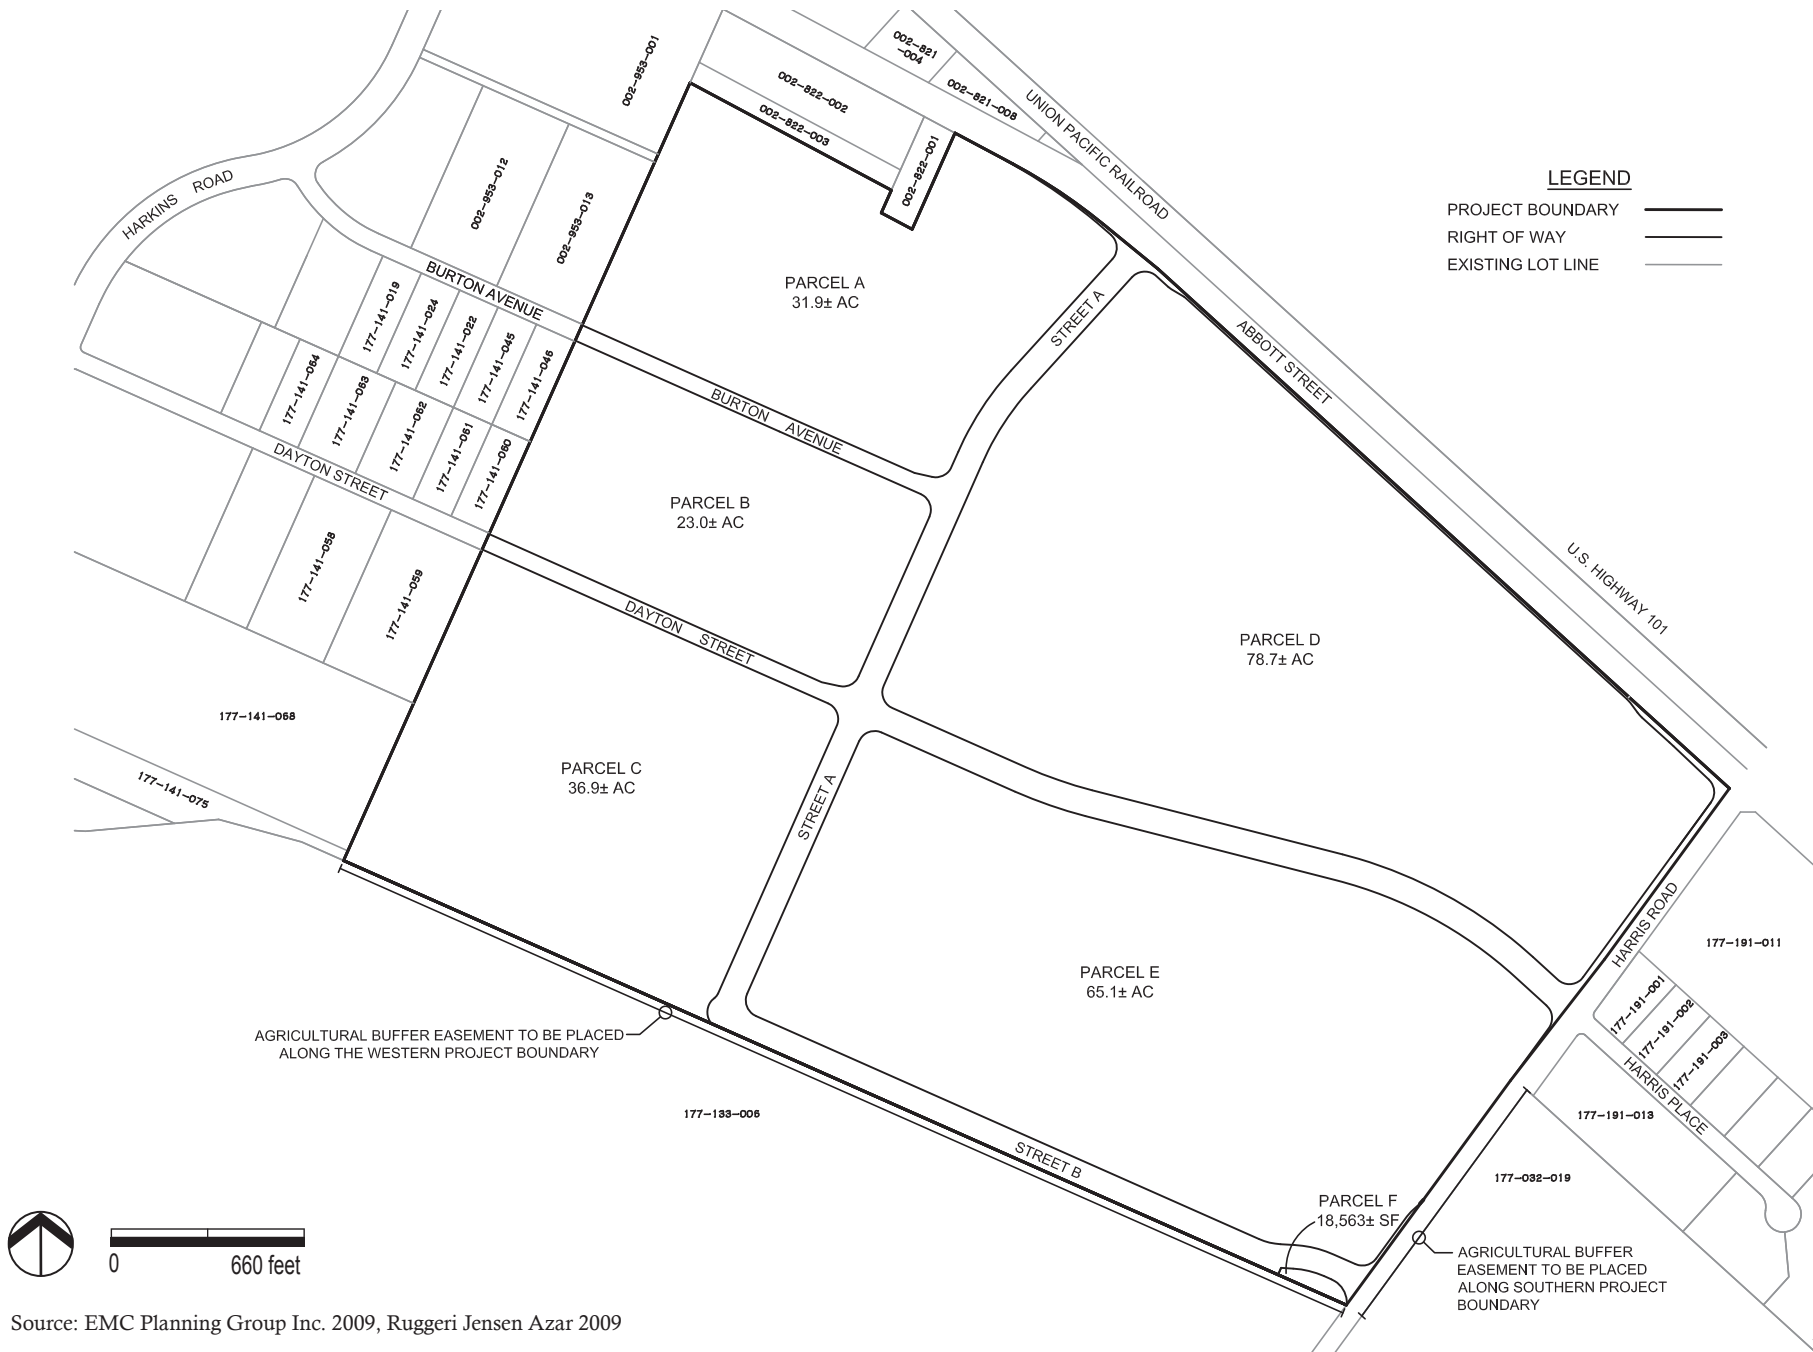 002-953-001
002-821
-004
002-822-002
002-821-008
UNION PACIFIC RAILROAD
002-822-003
002-822-001
HARKINS ROAD
002-953-012
002-953-013
LEGEND
PROJECT BOUNDARY
RIGHT OF WAY
EXISTING LOT LINE
BURTON AVENUE
PARCEL A
31.9± AC
STREET A
ABBOTT STREET
177-141-019
177-141-024
177-141-022
177-141-045
177-141-046
177-141-064
177-141-063
177-141-062
177-141-061
177-141-060
BURTON AVENUE
DAYTON STREET
PARCEL B
23.0± AC
U.S. HIGHWAY 101
177-141-058
177-141-059
DAYTON STREET
PARCEL D
78.7± AC
177-141-068
177-141-075
PARCEL C
36.9± AC
STREET A
HARRIS ROAD
177-191-011
PARCEL E
65.1± AC
177-191-001
177-191-002
177-191-003
HARRIS PLACE
AGRICULTURAL BUFFER EASEMENT TO BE PLACED
ALONG THE WESTERN PROJECT BOUNDARY
177-133-006
177-191-013
STREET B
177-032-019
PARCEL F
18,563± SF
AGRICULTURAL BUFFER
EASEMENT TO BE PLACED
ALONG SOUTHERN PROJECT
BOUNDARY
0 660 feet
Source: EMC Planning Group Inc. 2009, Ruggeri Jensen Azar 2009